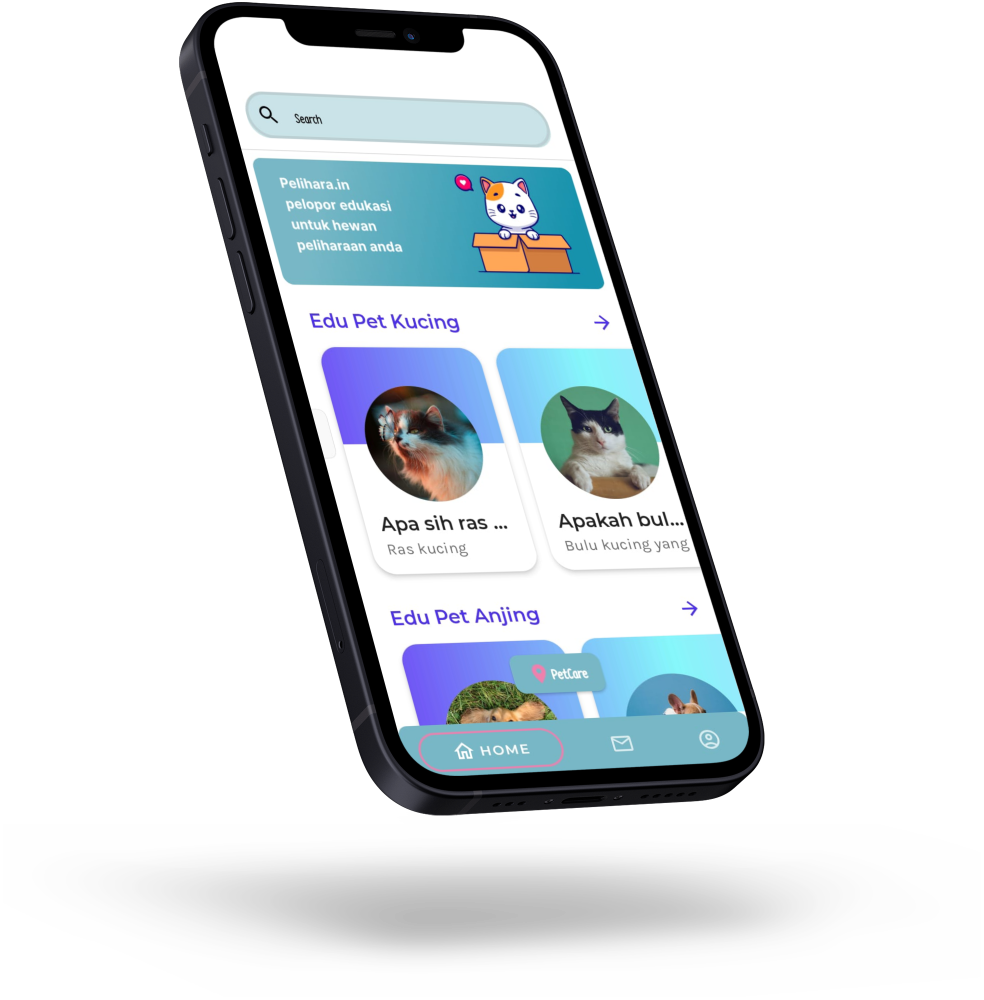 Search
Pelihara.in
pelopor edukasi
untuk hewan
peliharaan anda
Edu Pet Kucing
Apa sih ras ...
Ras kucing
Apakah bul...
Bulu kucing yang
Edu Pet Anjing
PetCare
HOME